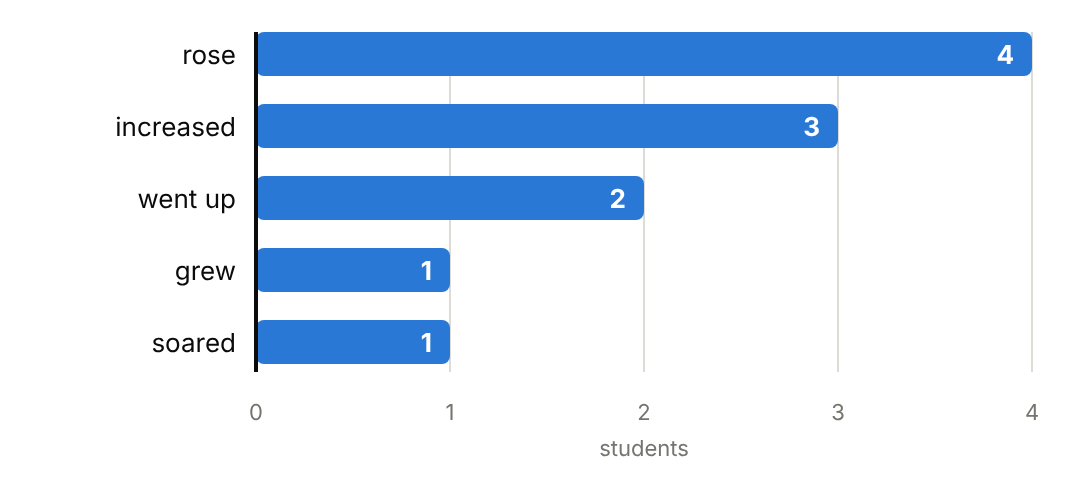 rose 4
increased 3
went up 2
grew 1
soared 1
0 1 2 3 4
students